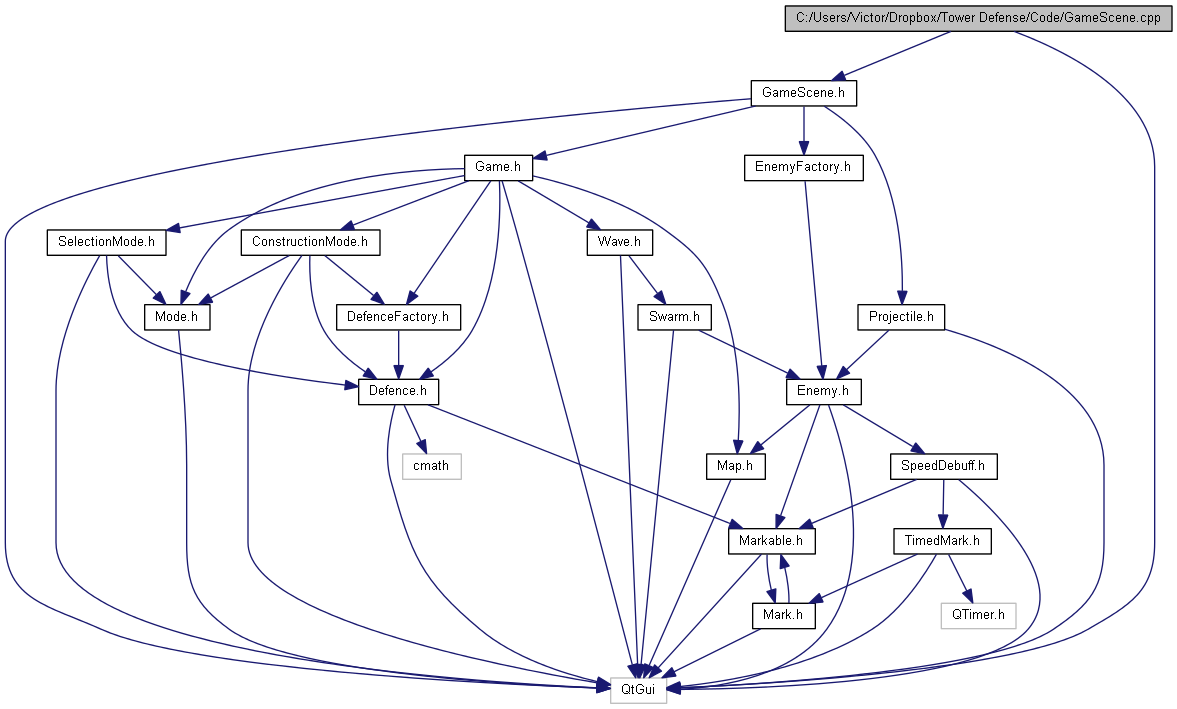 C:/Users/Victor/Dropbox/Tower Defense/Code/GameScene.cpp
GameScene.h
Game.h
EnemyFactory.h
SelectionMode.h
ConstructionMode.h
Wave.h
Mode.h
DefenceFactory.h
Swarm.h
Projectile.h
Defence.h
Enemy.h
cmath
Map.h
SpeedDebuff.h
Markable.h
TimedMark.h
Mark.h
QTimer.h
QtGui